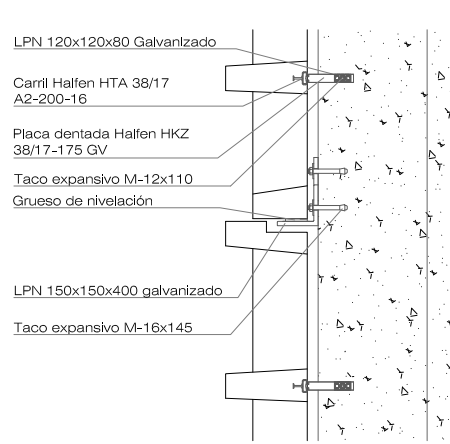 LPN 120x120x80 Galvanizado
Carril Halfen HTA 38/17
A2-200-16
Placa dentada Halfen HKZ
38/17-175 GV
Taco expansivo M-12x110
Grueso de nivelación
LPN 150x150x400 galvanizado
Taco expansivo M-16x145